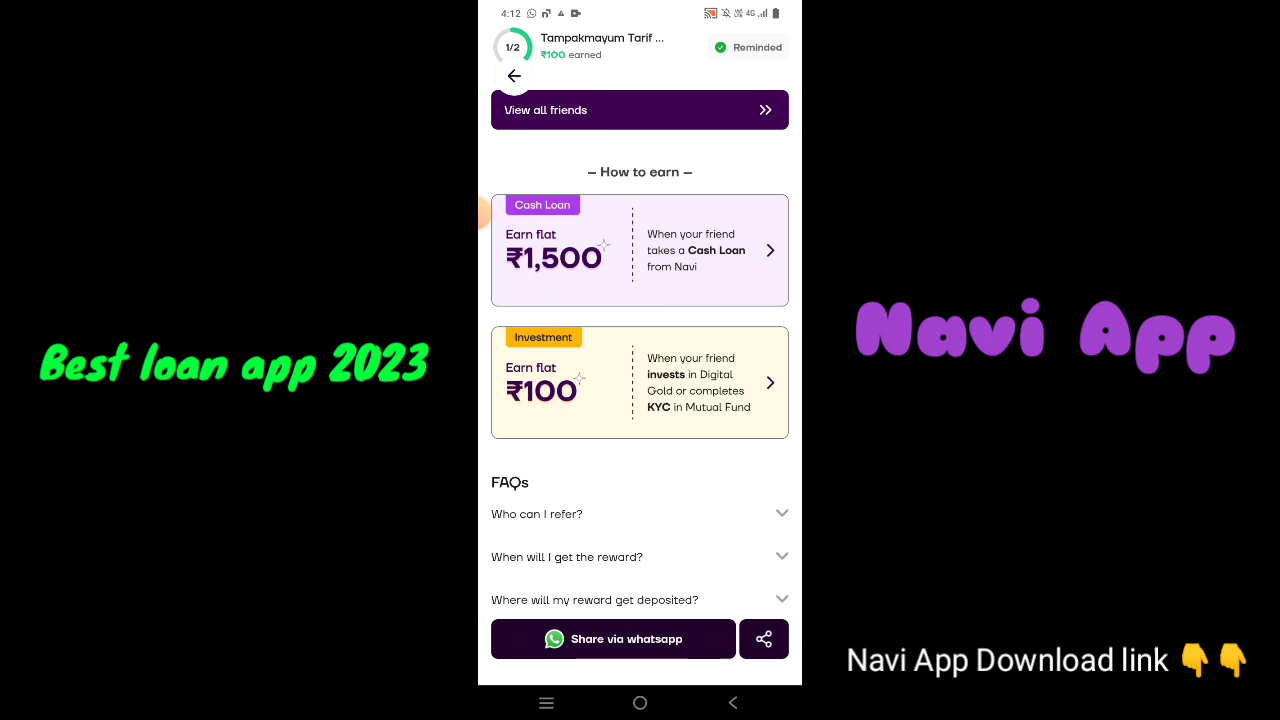 4:12
4G
1/2
Tampakmayum Tarif ...
₹100 earned
Reminded
View all friends
– How to earn –
Cash Loan
Earn flat
₹1,500
When your friend
takes a Cash Loan
from Navi
Investment
Earn flat
₹100
When your friend
invests in Digital
Gold or completes
KYC in Mutual Fund
FAQs
Who can I refer?
When will I get the reward?
Where will my reward get deposited?
Share via whatsapp
Best loan app 2023
Navi App
Navi App Download link 👇👇